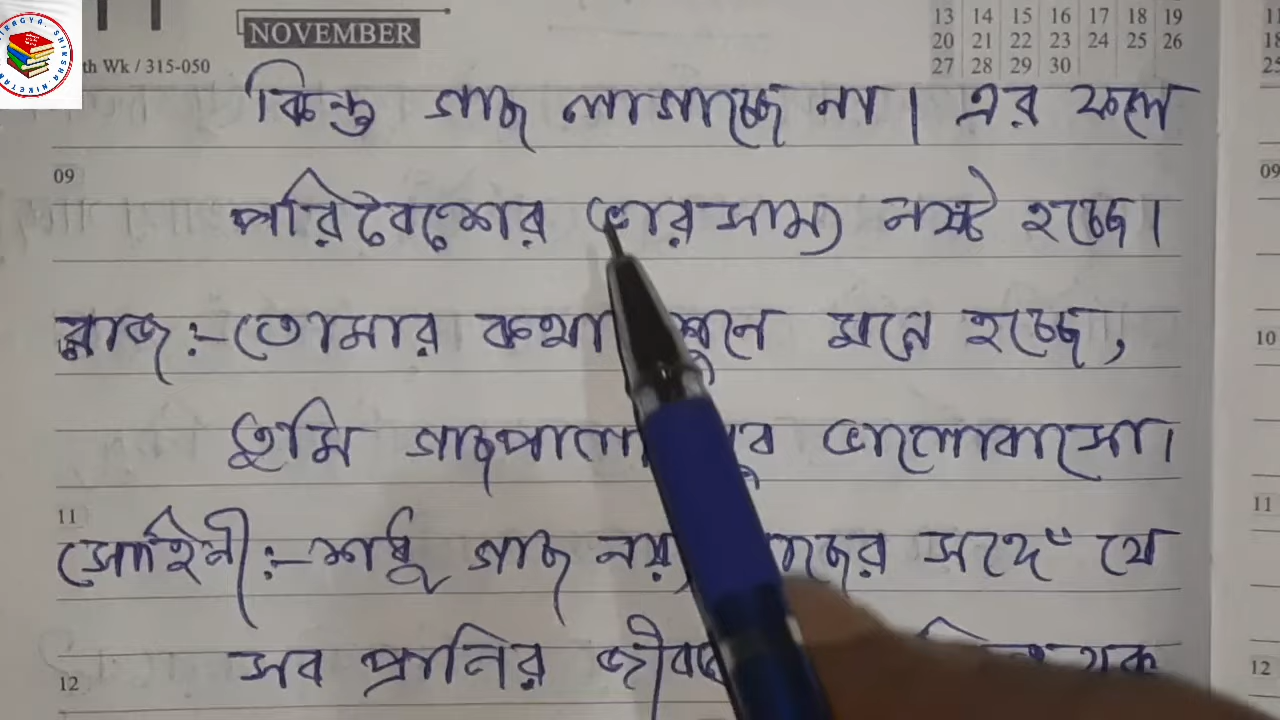 NOVEMBER
13 14 15 16 17 18 19
20 21 22 23 24 25 26
27 28 29 30
th Wk / 315-050
কিন্তু গাছ লাগাচ্ছে না। এর ফলে
09
পরিবেশের ভারসাম্য নষ্ট হচ্ছে।
রাজ:- তোমার কথা শুনে মনে হচ্ছে,
10
তুমি গাছপালা খুব ভালোবাসো।
11
সোহিনী:- শুধু গাছ নয়, গাছের সঙ্গে যে
সব প্রানির
12